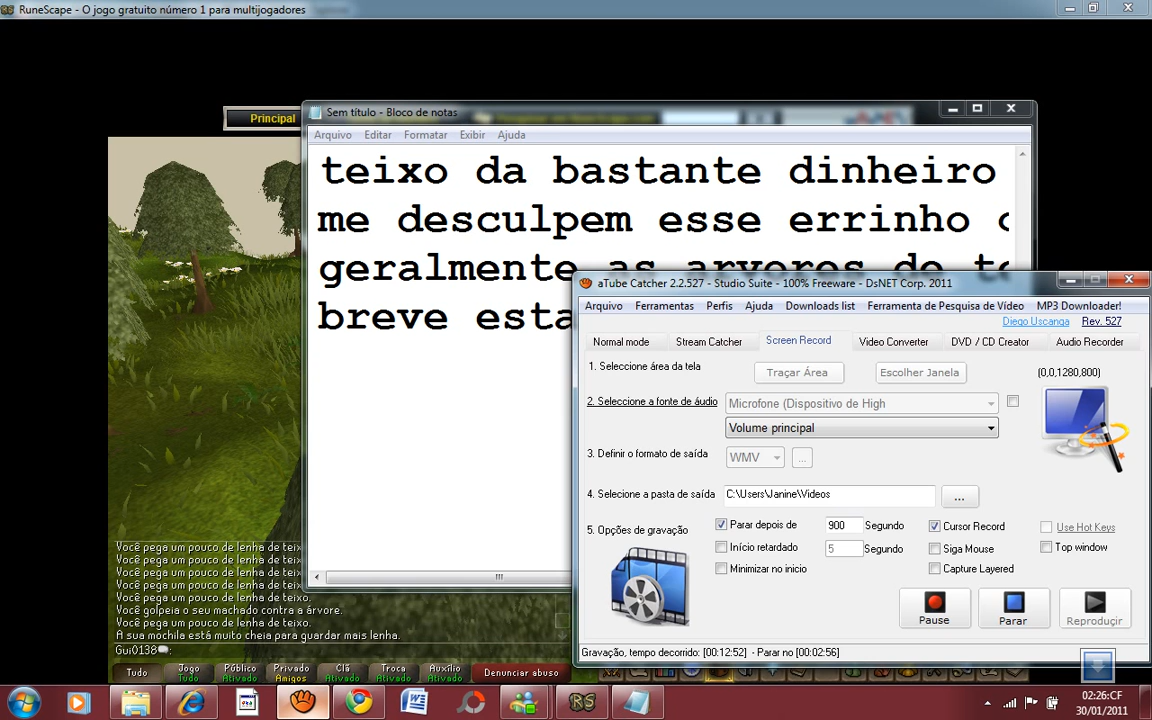 RuneScape - O jogo gratuito número 1 para multijogadores
Principal
Sem título - Bloco de notas
Arquivo Editar Formatar Exibir Ajuda
teixo da bastante dinheiro
me desculpem esse errinho
geralmente as arvores de
breve
aTube Catcher 2.2.527 - Studio Suite - 100% Freeware - DsNET Corp. 2011
Arquivo Ferramentas Perfis Ajuda Downloads list Ferramenta de Pesquisa de Vídeo MP3 Downloader!
Diego Uscanga Rev. 527
Normal mode Stream Catcher Screen Record Video Converter DVD / CD Creator Audio Recorder
1. Seleccione área da tela Traçar Área Escolher Janela (0,0,1280,800)
2. Seleccione a fonte de áudio Microfone (Dispositivo de High
Volume principal
3. Definir o formato de saída WMV ...
4. Selecione a pasta de saída C:\Users\Janine\Videos ...
5. Opções de gravação
Parar depois de 900 Segundo Cursor Record Use Hot Keys
Início retardado 5 Segundo Siga Mouse Top window
Minimizar no inicio Capture Layered
Pause Parar Reproduçir
Gravação, tempo decorrido: [00:12:52] - Parar no [00:02:56]
Você pega um pouco de lenha de teix
Você pega um pouco de lenha de teix
Você pega um pouco de lenha de teix
Você pega um pouco de lenha de teix
Você pega um pouco de lenha de teixo.
Você golpeia o seu machado contra a árvore.
Você pega um pouco de lenha de teixo.
A sua mochila está muito cheia para guardar mais lenha.
Gui0138:
Tudo
Jogo Tudo
Público Ativado
Privado Amigos
Clã Ativado
Troca Ativado
Auxílio Ativado
Denunciar abuso
02:26:CF
30/01/2011